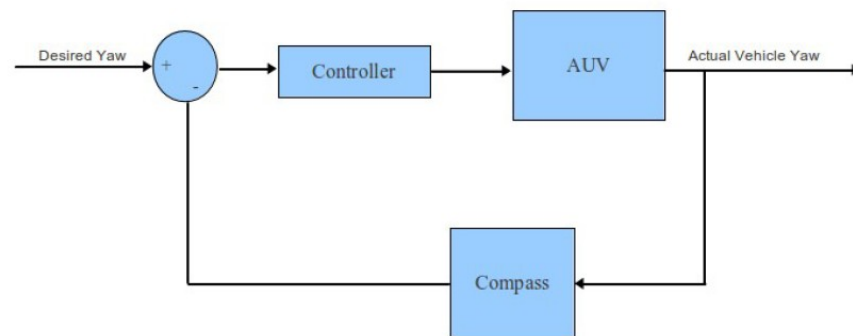 Desired Yaw
+
-
Controller
AUV
Actual Vehicle Yaw
Compass